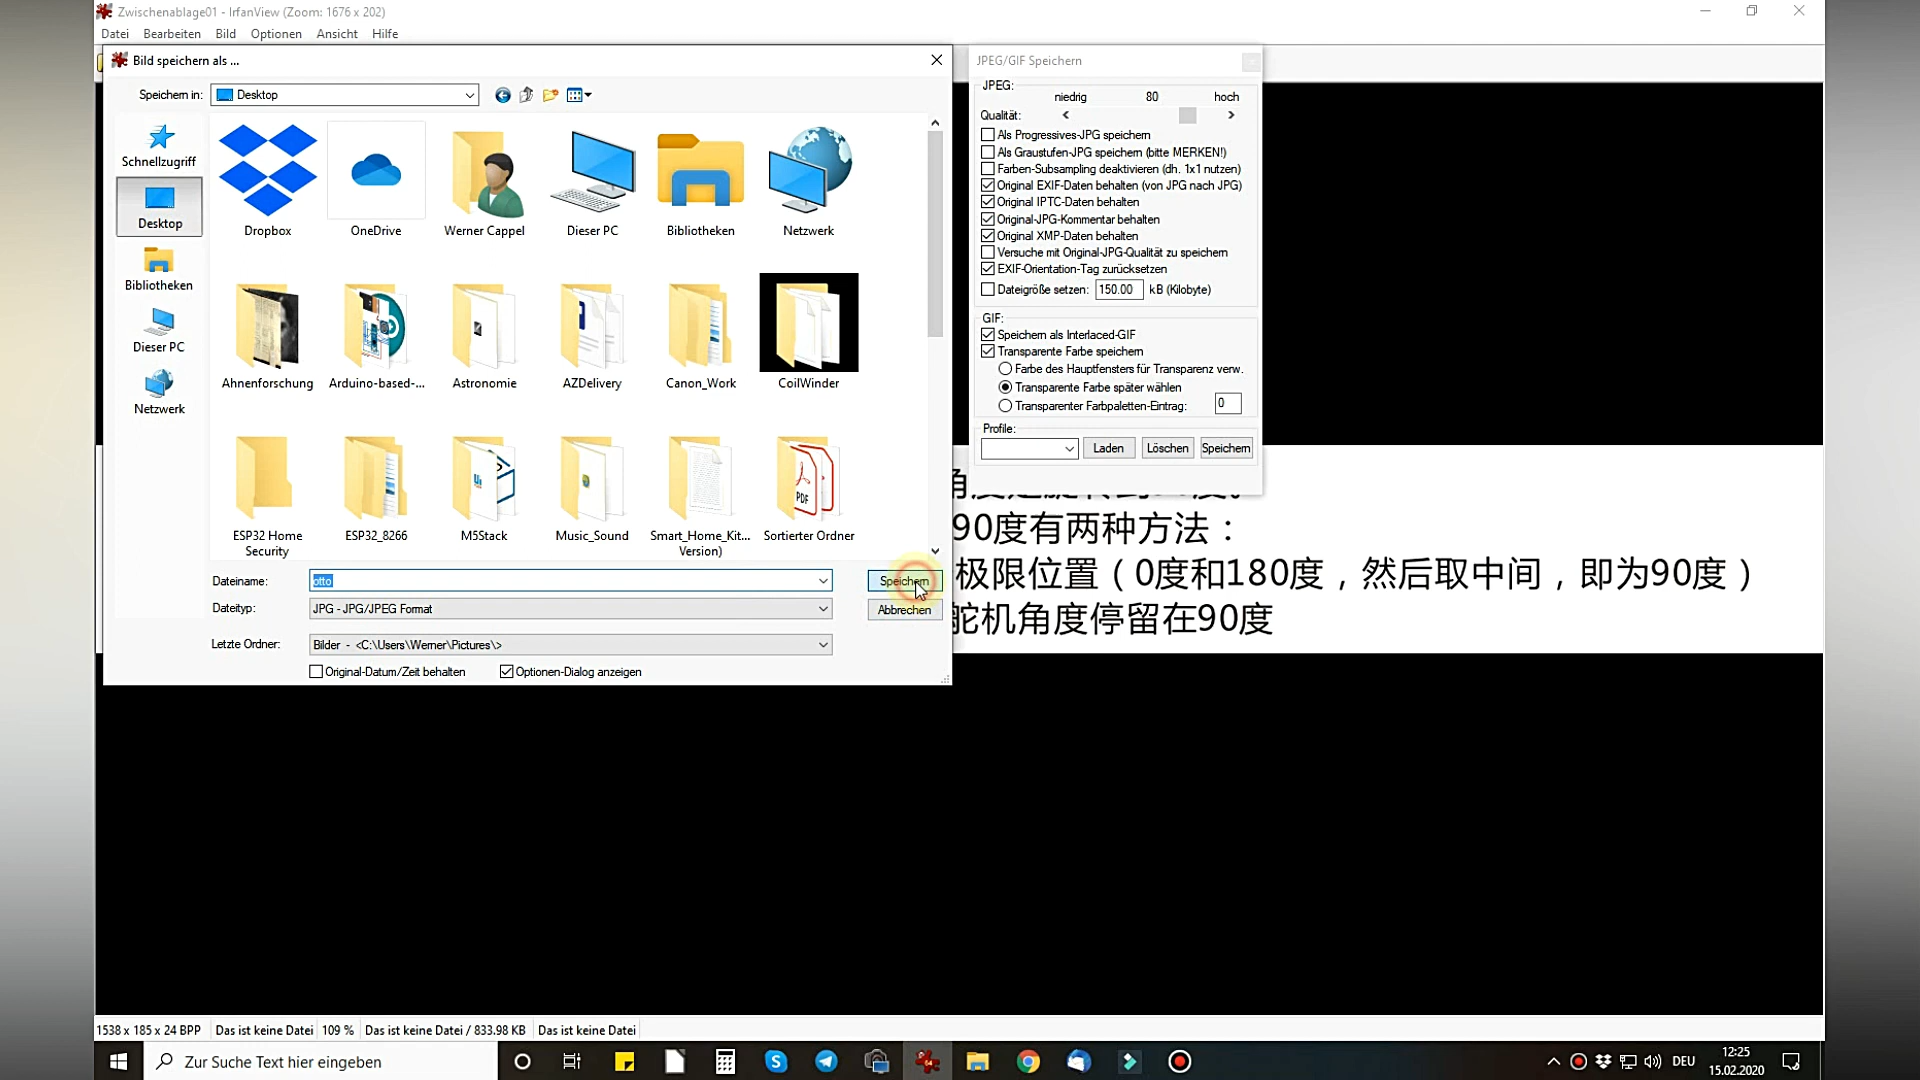 Zwischenablage01 - IrfanView (Zoom: 1676 x 202)
Datei Bearbeiten Bild Optionen Ansicht Hilfe
Bild speichern als ...
Speichern in: Desktop
Schnellzugriff
Desktop
Bibliotheken
Dieser PC
Netzwerk
Dropbox OneDrive Werner Cappel Dieser PC Bibliotheken Netzwerk
Ahnenforschung Arduino-based-... Astronomie AZDelivery Canon_Work CoilWinder
PDF
ESP32 Home Security ESP32_8266 M5Stack Music_Sound Smart_Home_Kit... Version) Sortierter Ordner
Dateiname: otto Speichern
Dateityp: JPG - JPG/JPEG Format Abbrechen
Letzte Ordner: Bilder - <C:\Users\Werner\Pictures\>
Original-Datum/Zeit behalten Optionen-Dialog anzeigen
JPEG/GIF Speichern
JPEG:
niedrig 80 hoch
Qualität: < >
Als Progressives-JPG speichern
Als Graustufen-JPG speichern (bitte MERKEN!)
Farben-Subsampling deaktivieren (dh. 1x1 nutzen)
Original EXIF-Daten behalten (von JPG nach JPG)
Original IPTC-Daten behalten
Original-JPG-Kommentar behalten
Original XMP-Daten behalten
Versuche mit Original-JPG-Qualität zu speichern
EXIF-Orientation-Tag zurücksetzen
Dateigröße setzen: 150.00 kB (Kilobyte)
GIF:
Speichern als Interlaced-GIF
Transparente Farbe speichern
Farbe des Hauptfensters für Transparenz verw.
Transparente Farbe später wählen
Transparenter Farbpaletten-Eintrag: 0
Profile:
Laden Löschen Speichern
90度有两种方法：
极限位置（0度和180度，然后取中间，即为90度）
舵机角度停留在90度
1538 x 185 x 24 BPP Das ist keine Datei 109 % Das ist keine Datei / 833.98 KB Das ist keine Datei
Zur Suche Text hier eingeben
DEU
12:25
15.02.2020